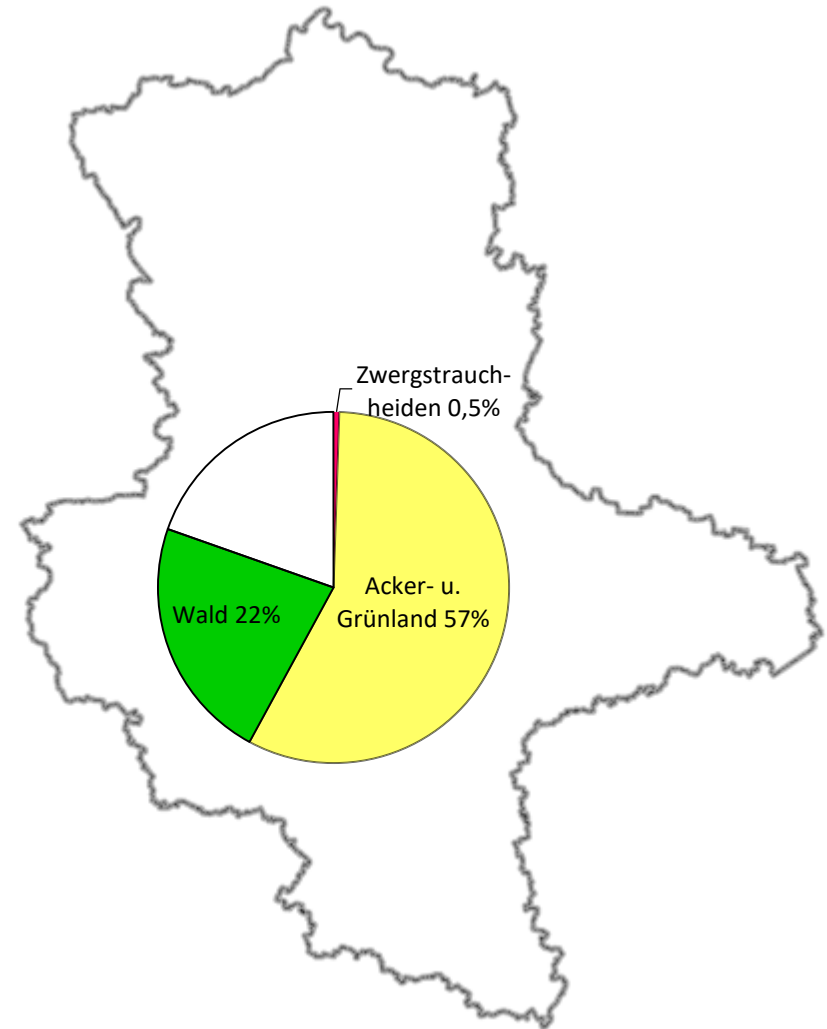 Zwergstrauch-
heiden 0,5%
Acker- u.
Grünland 57%
Wald 22%